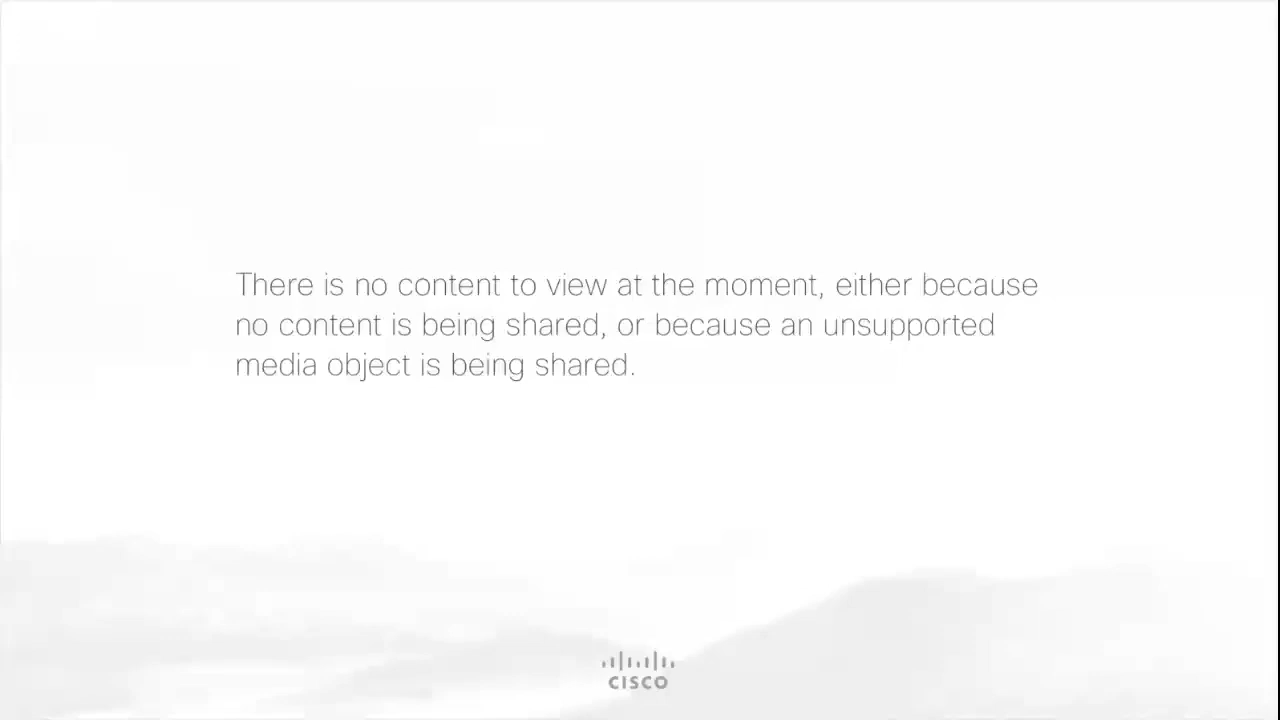 There is no content to view at the moment, either because
no content is being shared, or because an unsupported
media object is being shared.
CISCO